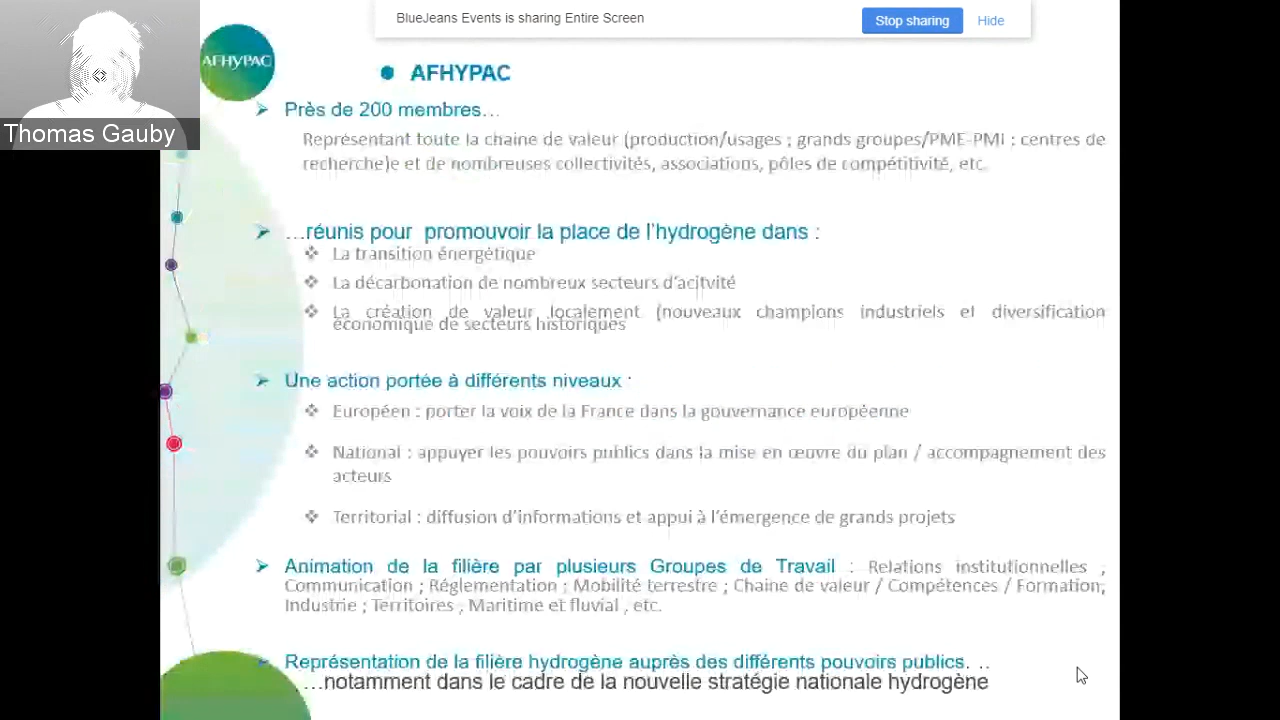 BlueJeans Events is sharing Entire Screen
Stop sharing
Hide
AFHYPAC
AFHYPAC
Thomas Gauby
Près de 200 membres…
Représentant toute la chaine de valeur (production/usages ; grands groupes/PME-PMI : centres de
recherche)e et de nombreuses collectivités, associations, pôles de compétitivité, etc.
…réunis pour promouvoir la place de l'hydrogène dans :
La transition énergétique
La décarbonation de nombreux secteurs d'acitvité
La création de valeur localement (nouveaux champions industriels et diversification
économique de secteurs historiques
Une action portée à différents niveaux :
Européen : porter la voix de la France dans la gouvernance européenne
National : appuyer les pouvoirs publics dans la mise en œuvre du plan / accompagnement des
acteurs
Territorial : diffusion d'informations et appui à l'émergence de grands projets
Animation de la filière par plusieurs Groupes de Travail : Relations institutionnelles ;
Communication ; Réglementation ; Mobilité terrestre ; Chaine de valeur / Compétences / Formation,
Industrie ; Territoires , Maritime et fluvial , etc.
Représentation de la filière hydrogène auprès des différents pouvoirs publics. ..
…notamment dans le cadre de la nouvelle stratégie nationale hydrogène